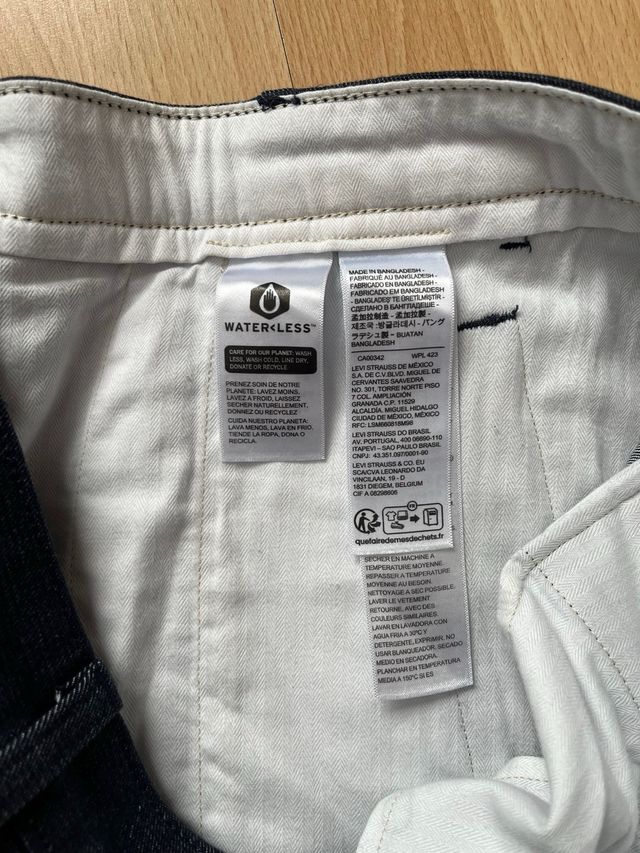 WATER<LESS™
CARE FOR OUR PLANET: WASH
LESS, WASH COLD, LINE DRY,
DONATE OR RECYCLE
PRENEZ SOIN DE NOTRE
PLANETE: LAVEZ MOINS,
LAVEZ A FROID, LAISSEZ
SECHER NATURELLEMENT,
DONNEZ OU RECYCLEZ
CUIDA NUESTRO PLANETA:
LAVA MENOS, LAVA EN FRIO,
TIENDE LA ROPA, DONA O
RECICLA.
MADE IN BANGLADESH -
FABRIQUÉ AU BANGLADESH -
FABRICADO EN BANGLADESH -
FABRICADO EM BANGLADESH
- BANGLADEŞ'TE ÜRETİLMİŞTİR -
СДЕЛАНО В БАНГЛАДЕШЕ -
孟加拉制造 - 孟加拉製 -
제조국 :방글라데시 - バング
ラデシュ製 - BUATAN
BANGLADESH
CA00342 WPL 423
LEVI STRAUSS DE MÉXICO
S.A. DE C.V.BLVD. MIGUEL DE
CERVANTES SAAVEDRA
NO. 301, TORRE NORTE PISO
7 COL. AMPLIACIÓN
GRANADA C.P. 11529
ALCALDÍA. MIGUEL HIDALGO
CIUDAD DE MÉXICO, MÉXICO
RFC: LSM660818M98
LEVI STRAUSS DO BRASIL
AV. PORTUGAL, 400 06690-110
ITAPEVI – SAO PAULO BRASIL
CNPJ: 43.351.097/0001-90
LEVI STRAUSS & CO. EU
SCA/CVA LEONARDO DA
VINCILAAN, 19 - D
1831 DIEGEM, BELGIUM
CIF A 08298606
FR
quefairedemesdechets.fr
SECHER EN MACHINE A
TEMPERATURE MOYENNE.
REPASSER A TEMPERATURE
MOYENNE AU BESOIN.
NETTOYAGE A SEC POSSIBLE.
LAVER LE VETEMENT
RETOURNE, AVEC DES
COULEURS SIMILAIRES.
LAVAR EN LAVADORA CON
AGUA FRIA A 30ºC Y
DETERGENTE, EXPRIMIR. NO
USAR BLANQUEADOR, SECADO
MEDIO EN SECADORA.
PLANCHAR EN TEMPERATURA
MEDIA A 150ºC SI ES